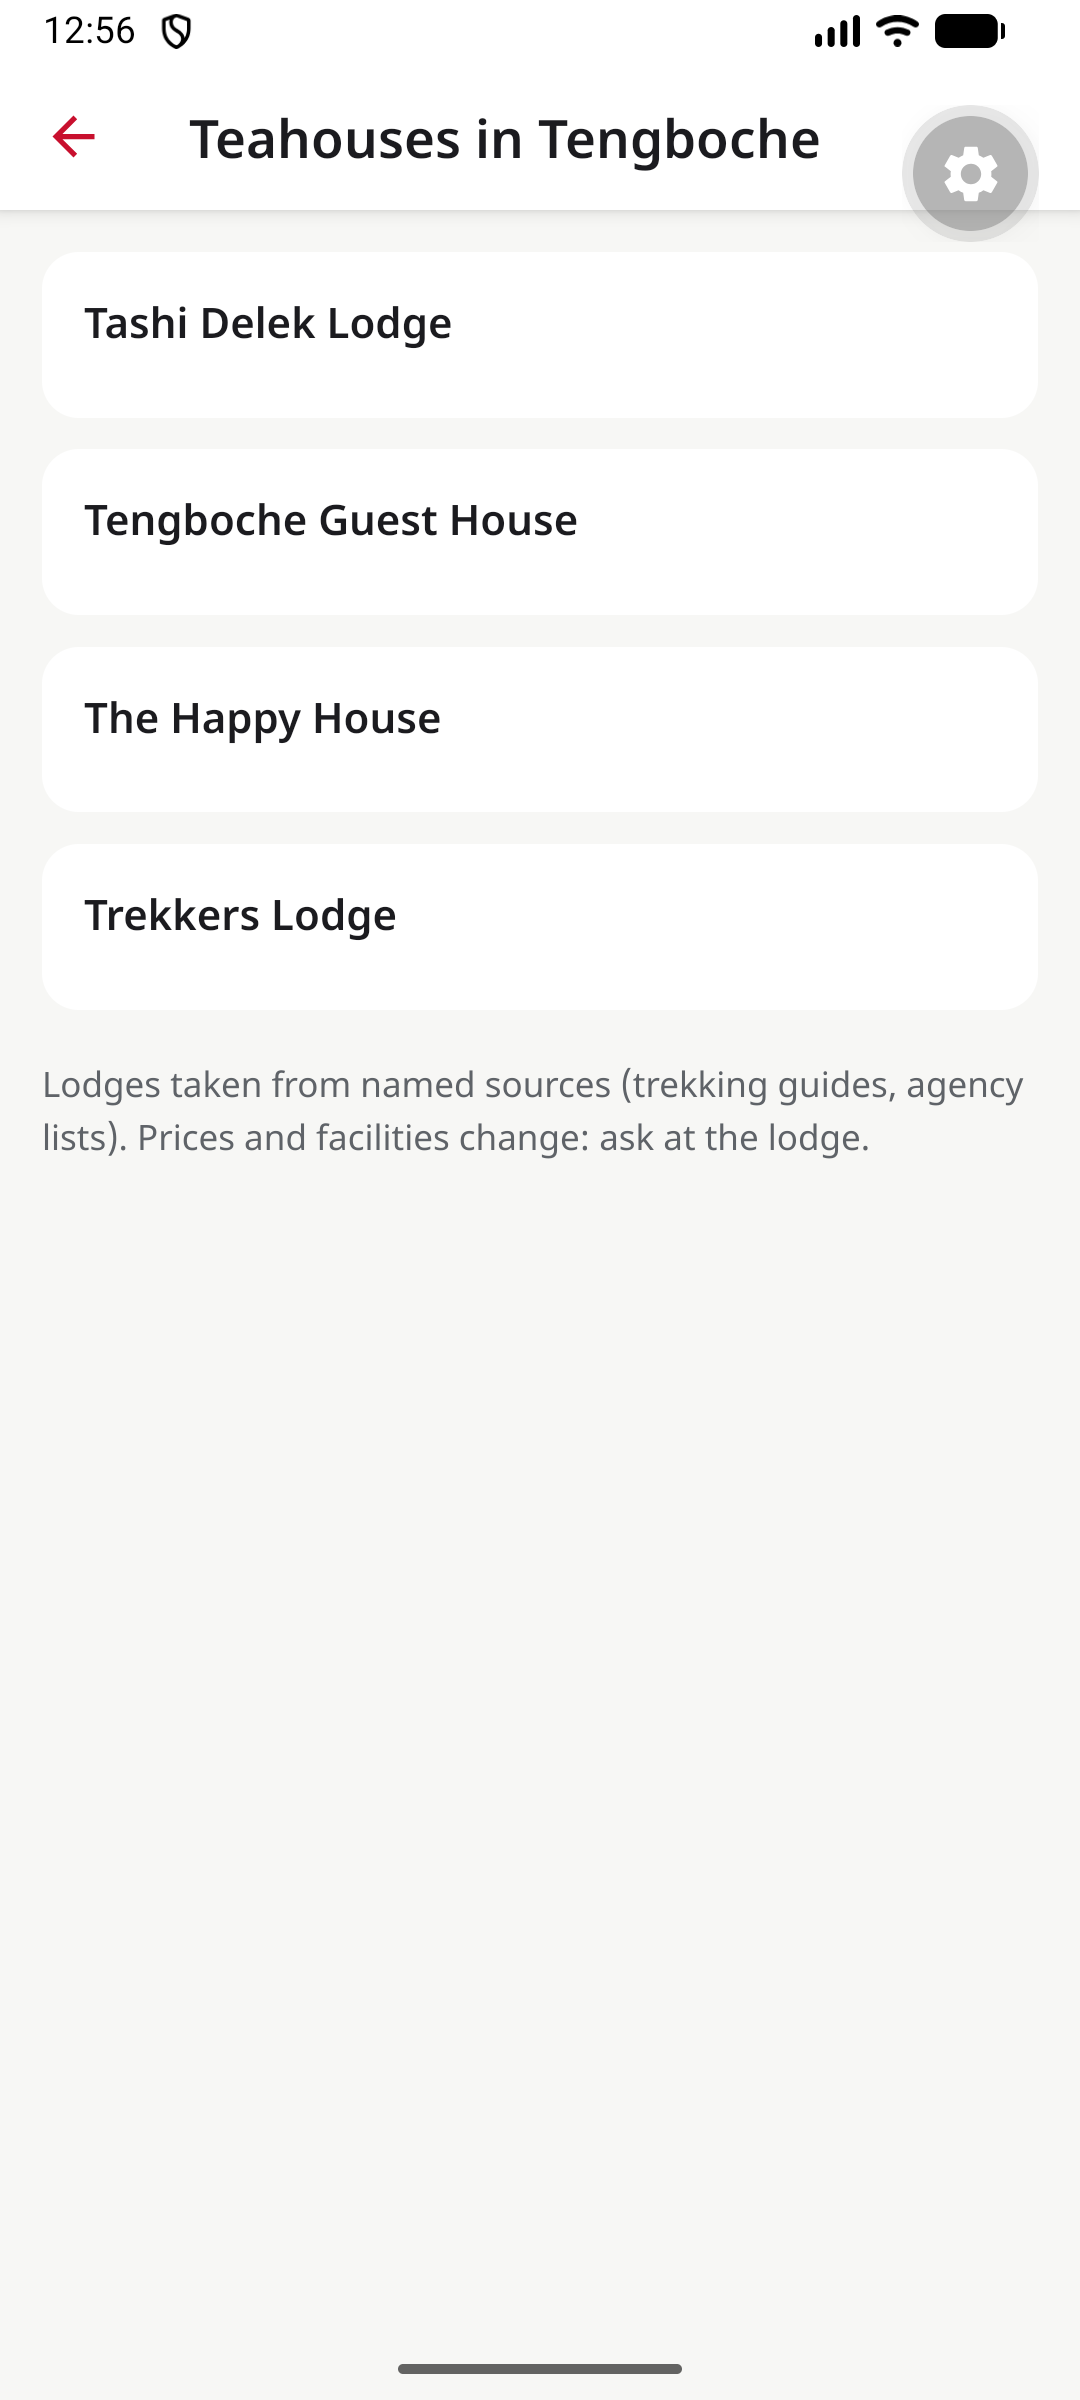 12:56
Teahouses in Tengboche
Tashi Delek Lodge
Tengboche Guest House
The Happy House
Trekkers Lodge
Lodges taken from named sources (trekking guides, agency
lists). Prices and facilities change: ask at the lodge.